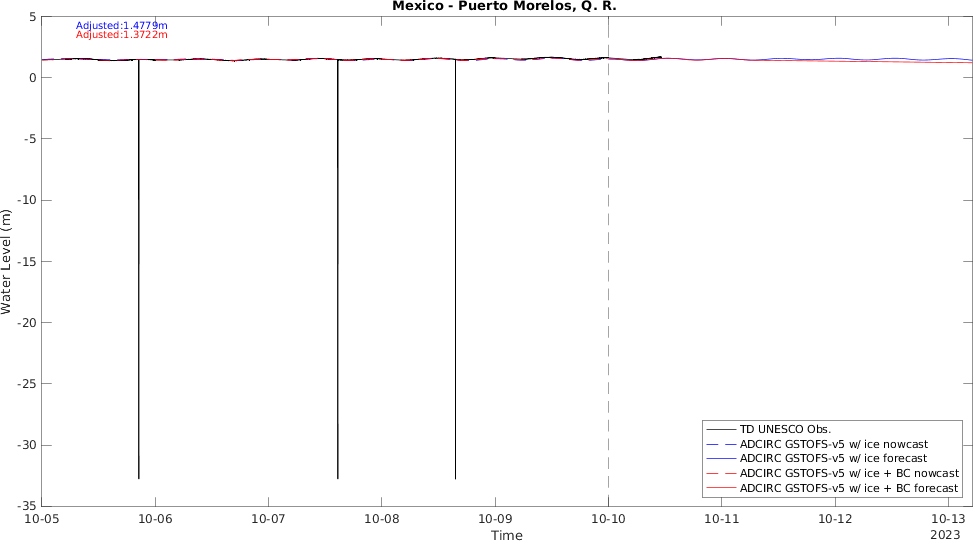 Mexico - Puerto Morelos, Q. R.
Adjusted:1.4779m
Adjusted:1.3722m
5
0
-5
-10
-15
-20
-25
-30
-35
Water Level (m)
10-05 10-06 10-07 10-08 10-09 10-10 10-11 10-12 10-13
2023
Time
TD UNESCO Obs.
ADCIRC GSTOFS-v5 w/ ice nowcast
ADCIRC GSTOFS-v5 w/ ice forecast
ADCIRC GSTOFS-v5 w/ ice + BC nowcast
ADCIRC GSTOFS-v5 w/ ice + BC forecast